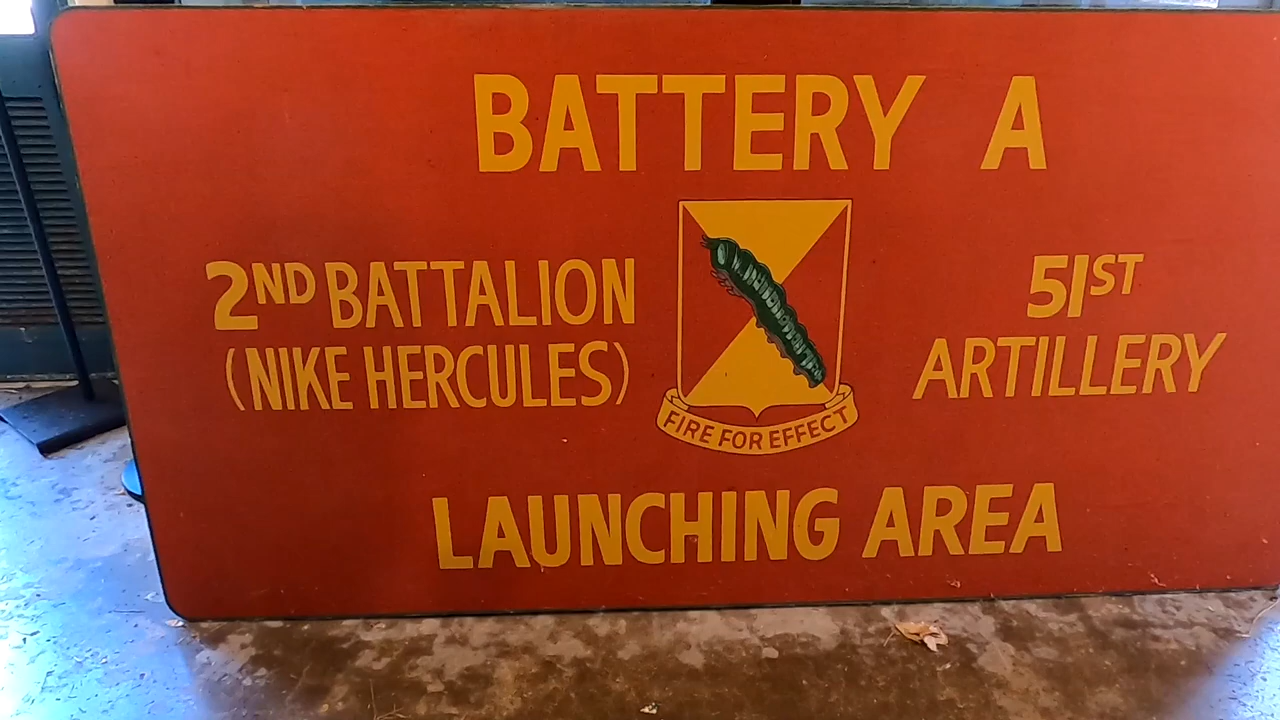 BATTERY A
2ND BATTALION
(NIKE HERCULES)
51ST
ARTILLERY
FIRE FOR EFFECT
LAUNCHING AREA